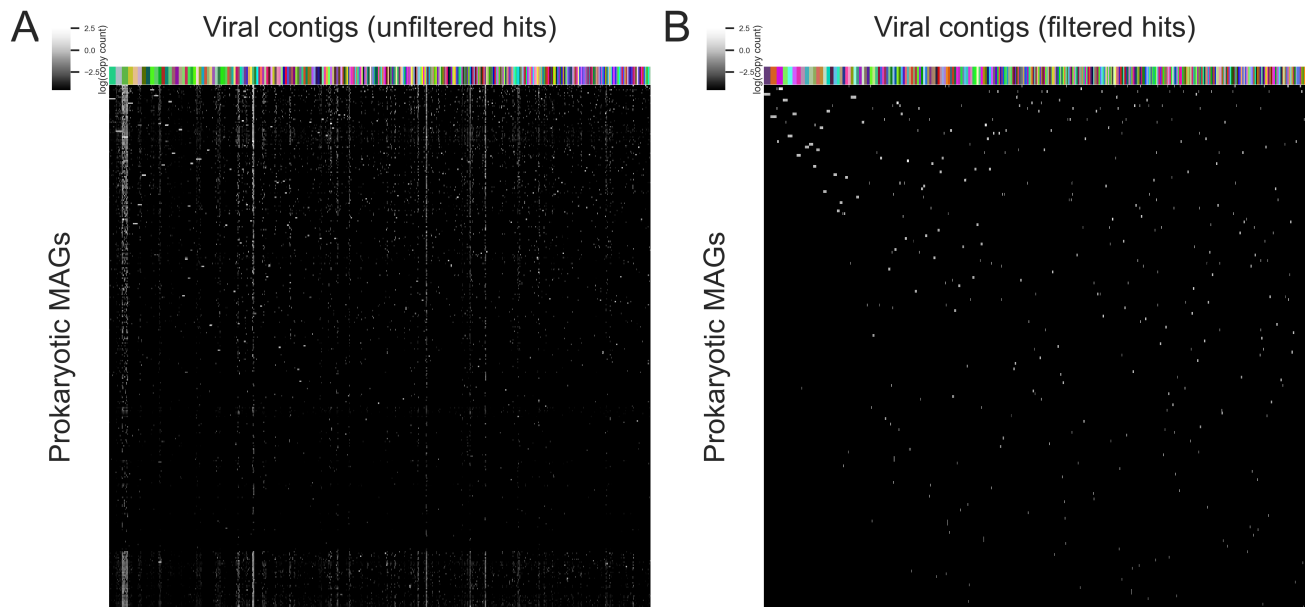 A
Viral contigs (unfiltered hits)
2.5
0.0
−2.5
log(copy count)
Prokaryotic MAGs
B
Viral contigs (filtered hits)
2.5
0.0
−2.5
log(copy count)
Prokaryotic MAGs